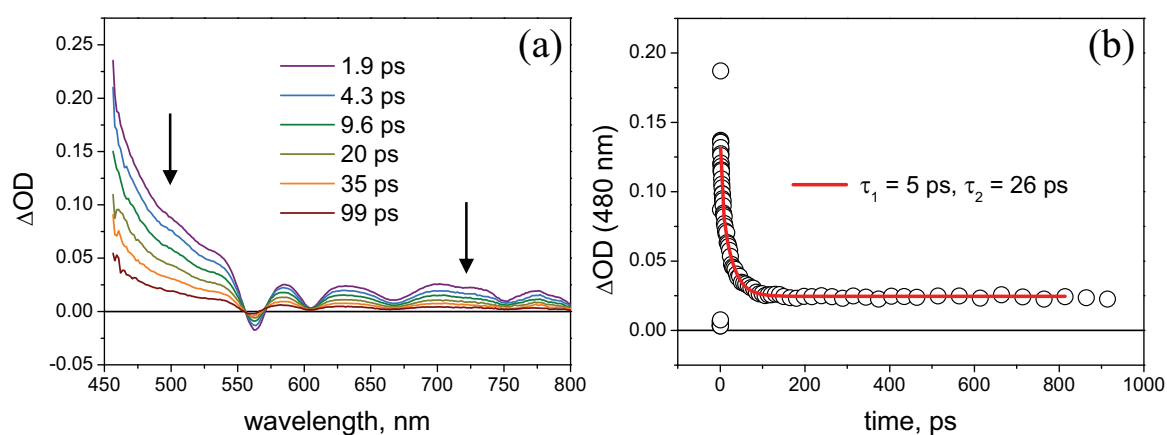 (a)
0.25
0.20
0.15
0.10
0.05
0.00
-0.05
ΔOD
1.9 ps
4.3 ps
9.6 ps
20 ps
35 ps
99 ps
450 500 550 600 650 700 750 800
wavelength, nm
(b)
0.20
0.15
0.10
0.05
0.00
ΔOD (480 nm)
τ₁ = 5 ps, τ₂ = 26 ps
0 200 400 600 800 1000
time, ps